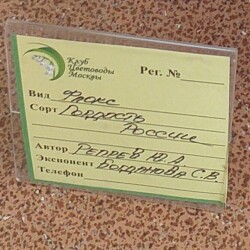 Клуб
Цветоводы
Москвы
Рег. №
Вид Флокс
Сорт Гордость
России
Автор Репрев Ю.А
Экспонент Богданова С.В.
Телефон